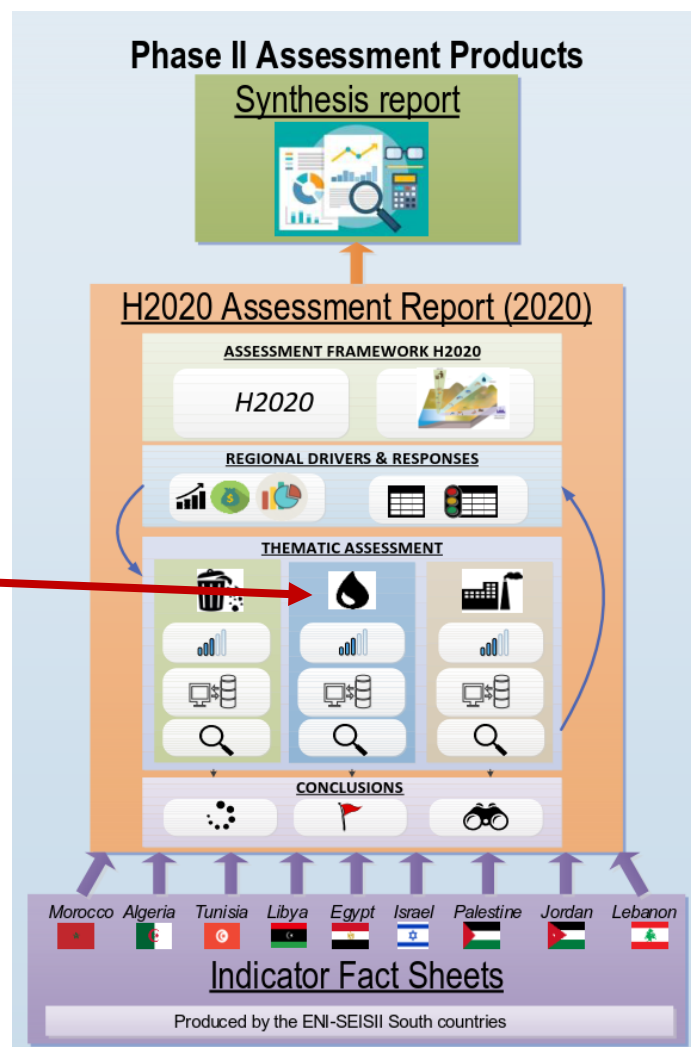 Phase II Assessment Products
Synthesis report
H2020 Assessment Report (2020)
ASSESSMENT FRAMEWORK H2020
H2020
REGIONAL DRIVERS & RESPONSES
THEMATIC ASSESSMENT
CONCLUSIONS
Morocco Algeria Tunisia Libya Egypt Israel Palestine Jordan Lebanon
Indicator Fact Sheets
Produced by the ENI-SEISII South countries